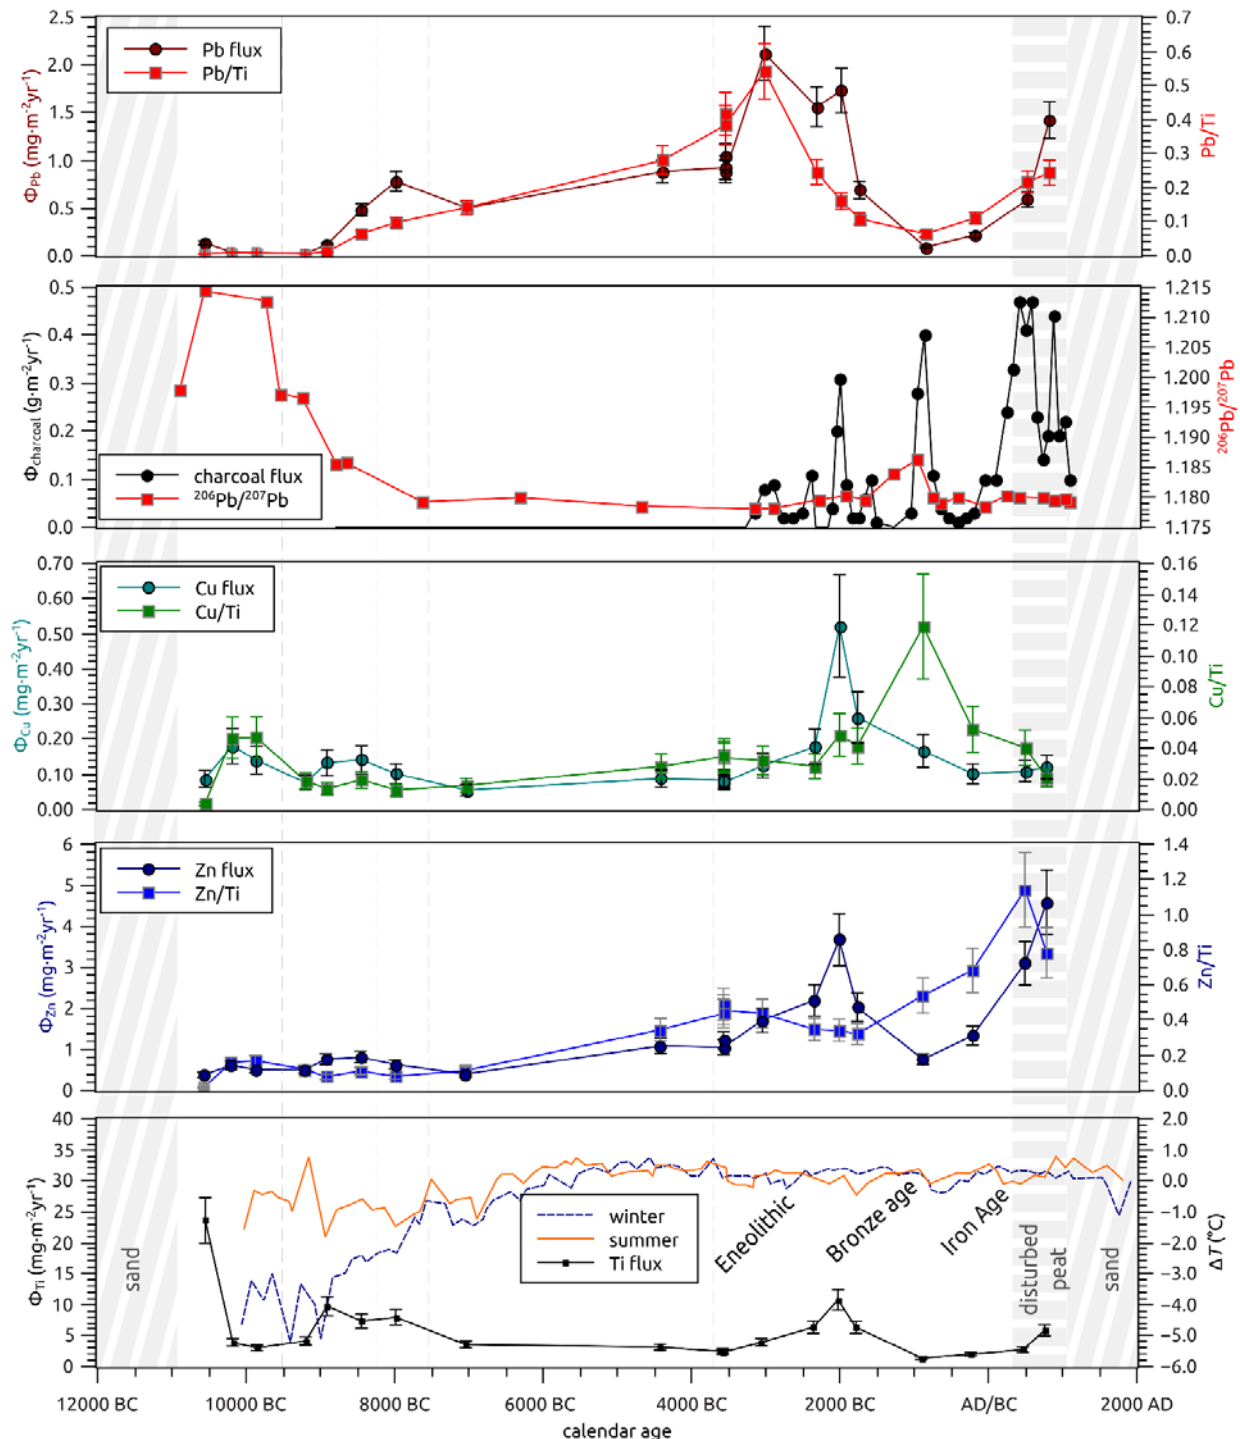 2.5
2.0
1.5
1.0
0.5
0.0
ΦPb (mg·m-2yr-1)
Pb flux
Pb/Ti
0.7
0.6
0.5
0.4
0.3
0.2
0.1
0.0
Pb/Ti
0.5
0.4
0.3
0.2
0.1
0.0
Φcharcoal (g·m-2yr-1)
charcoal flux
206Pb/207Pb
1.215
1.210
1.205
1.200
1.195
1.190
1.185
1.180
1.175
206Pb/207Pb
0.70
0.60
0.50
0.40
0.30
0.20
0.10
0.00
ΦCu (mg·m-2yr-1)
Cu flux
Cu/Ti
0.16
0.14
0.12
0.10
0.08
0.06
0.04
0.02
0.00
Cu/Ti
6
5
4
3
2
1
0
ΦZn (mg·m-2yr-1)
Zn flux
Zn/Ti
1.4
1.2
1.0
0.8
0.6
0.4
0.2
0.0
Zn/Ti
40
35
30
25
20
15
10
5
0
ΦTi (mg·m-2yr-1)
sand
winter
summer
Ti flux
Eneolithic
Bronze age
Iron Age
disturbed
peat
sand
2.0
1.0
0.0
−1.0
−2.0
−3.0
−4.0
−5.0
−6.0
ΔT (°C)
12000 BC
10000 BC
8000 BC
6000 BC
4000 BC
2000 BC
AD/BC
2000 AD
calendar age